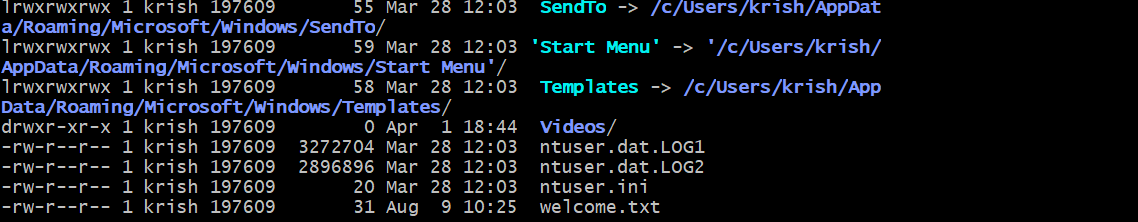 lrwxrwxrwx 1 krish 197609      55 Mar 28 12:03  SendTo -> /c/Users/krish/AppDat
a/Roaming/Microsoft/Windows/SendTo/
lrwxrwxrwx 1 krish 197609      59 Mar 28 12:03 'Start Menu' -> '/c/Users/krish/
AppData/Roaming/Microsoft/Windows/Start Menu'/
lrwxrwxrwx 1 krish 197609      58 Mar 28 12:03  Templates -> /c/Users/krish/App
Data/Roaming/Microsoft/Windows/Templates/
drwxr-xr-x 1 krish 197609       0 Apr  1 18:44  Videos/
-rw-r--r-- 1 krish 197609 3272704 Mar 28 12:03  ntuser.dat.LOG1
-rw-r--r-- 1 krish 197609 2896896 Mar 28 12:03  ntuser.dat.LOG2
-rw-r--r-- 1 krish 197609      20 Mar 28 12:03  ntuser.ini
-rw-r--r-- 1 krish 197609      31 Aug  9 10:25  welcome.txt